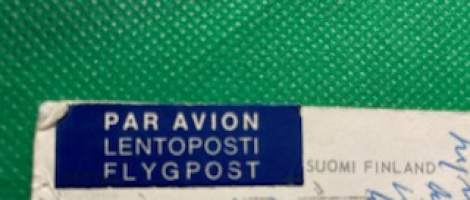 PAR AVION
LENTOPOSTI
FLYGPOST
SUOMI FINLAND